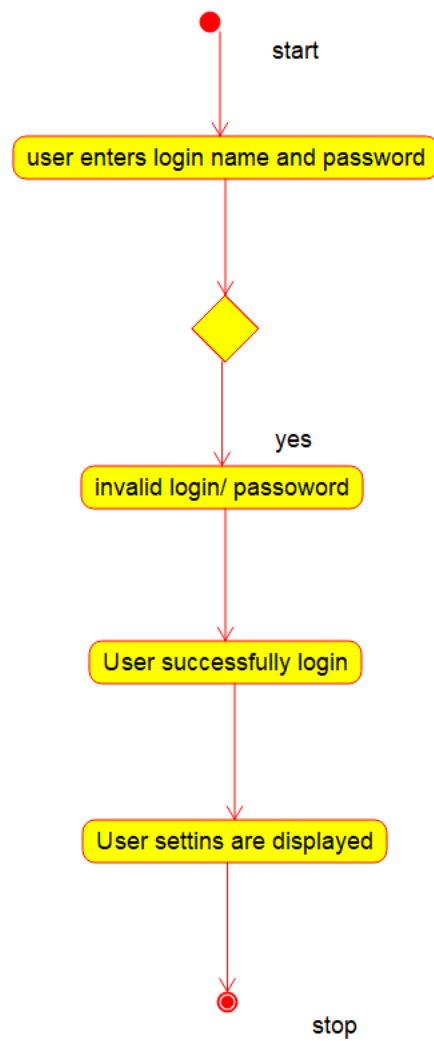 start
user enters login name and password
yes
invalid login/ passoword
User successfully login
User settins are displayed
stop